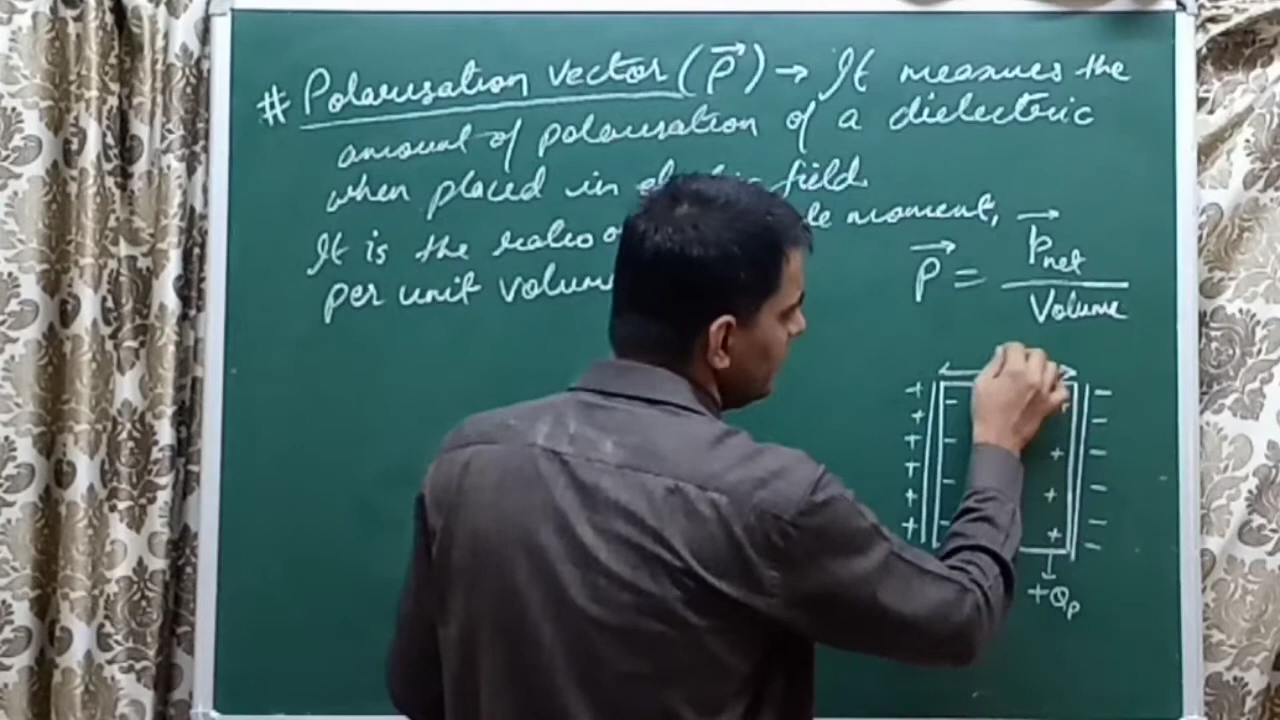 # Polarisation vector (P⃗) → It measures the
amount of polarisation of a dielectric
when placed in field.
It is the ratio moment,
per unit volum
P⃗ = p⃗net / Volume
+ - + -
+ -
+ - + -
+ -
+ - + -
+ - + -
+Qp